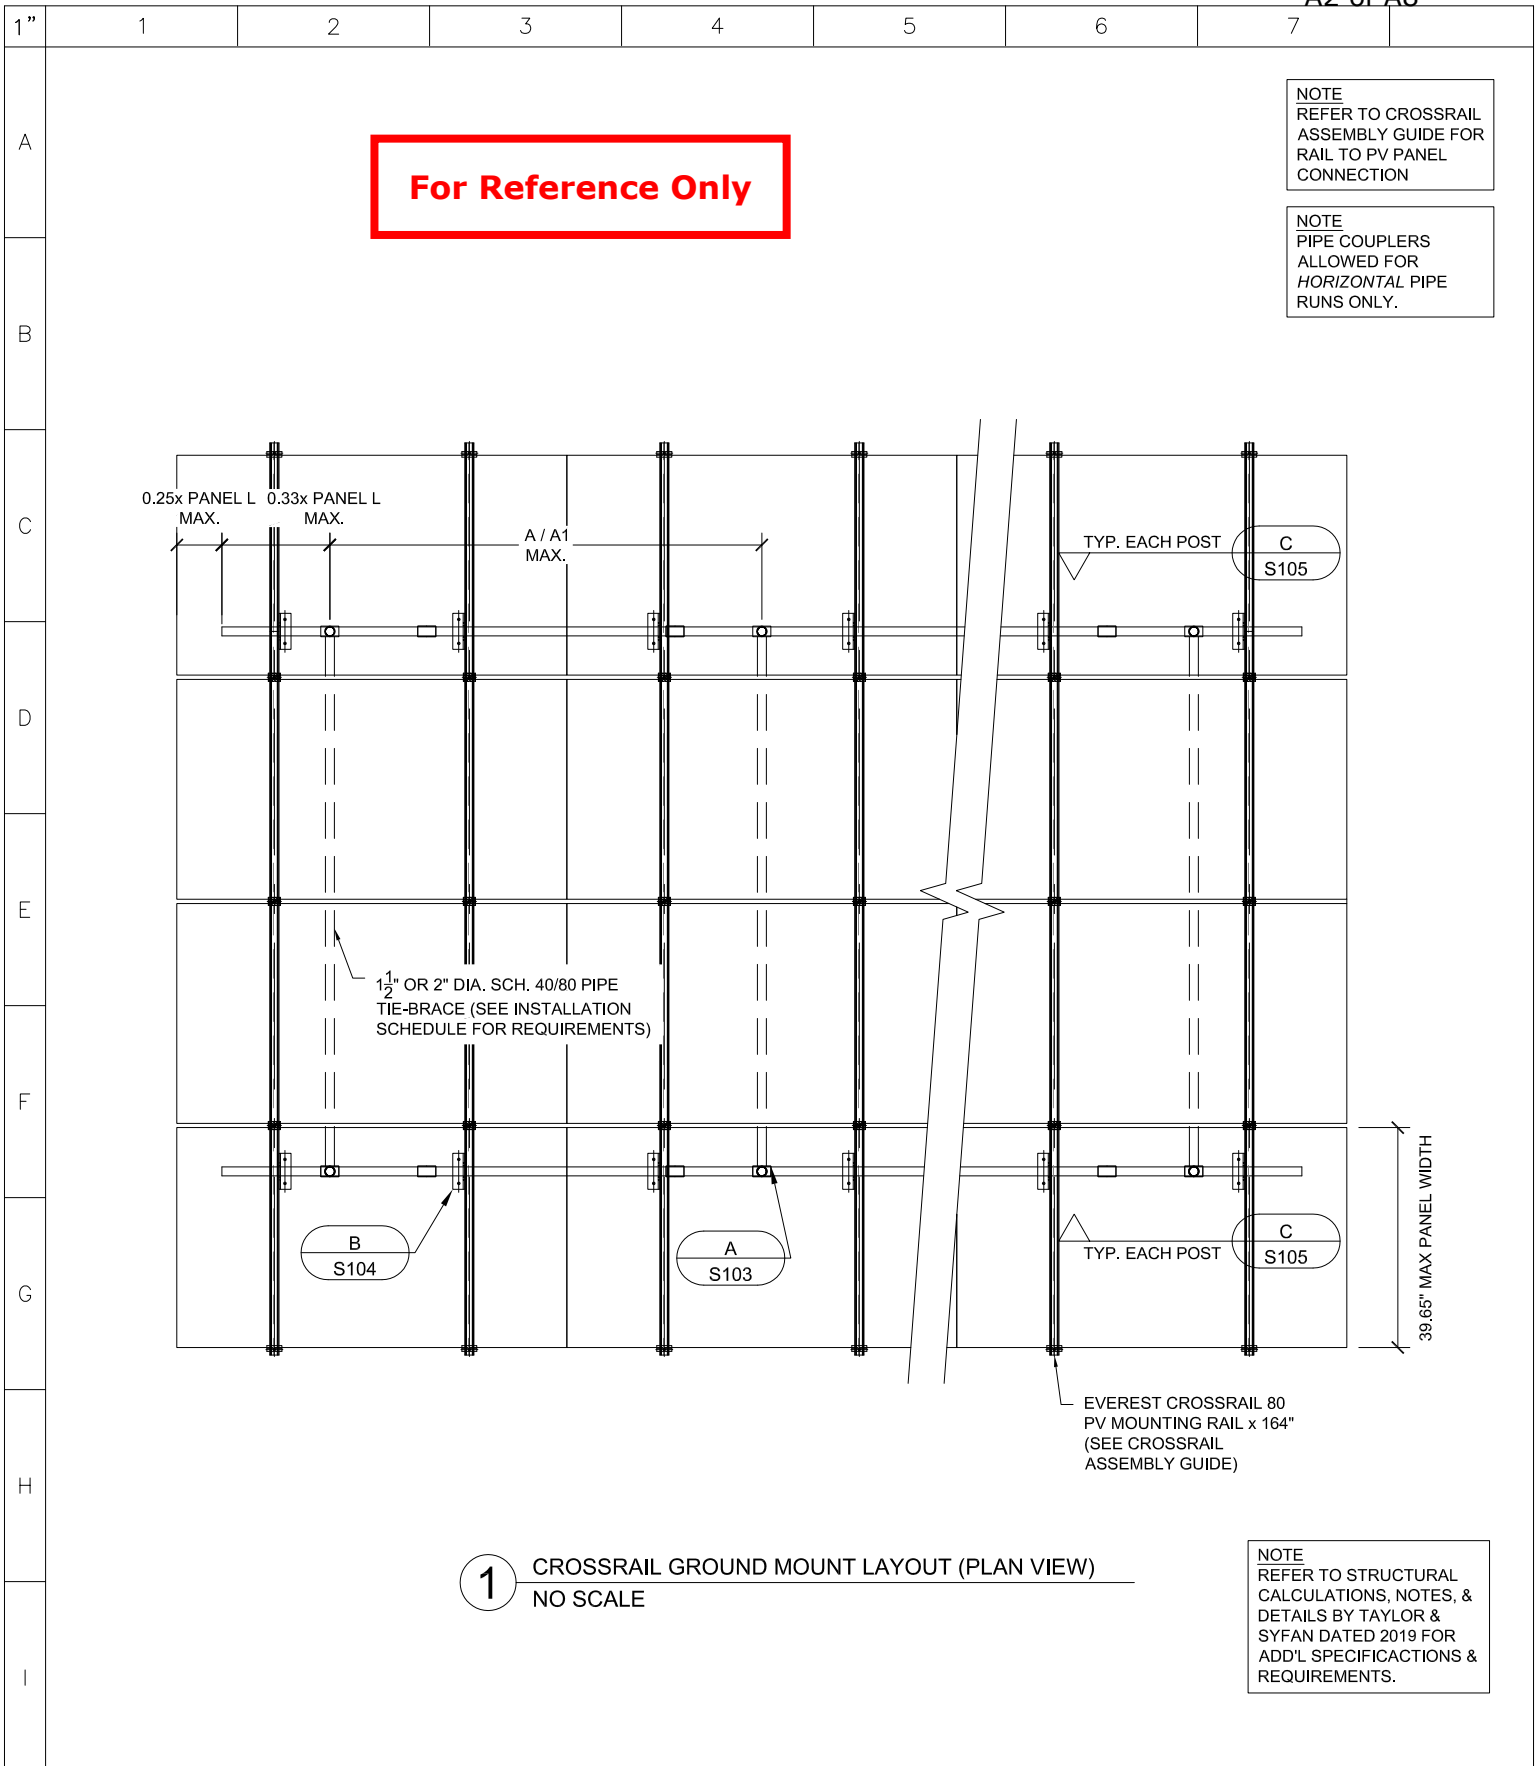 A2 of A8
1" 1 2 3 4 5 6 7
A
B
C
D
E
F
G
H
I
For Reference Only
NOTE
REFER TO CROSSRAIL
ASSEMBLY GUIDE FOR
RAIL TO PV PANEL
CONNECTION
NOTE
PIPE COUPLERS
ALLOWED FOR
HORIZONTAL PIPE
RUNS ONLY.
0.25x PANEL L
MAX.
0.33x PANEL L
MAX.
A / A1
MAX.
TYP. EACH POST
C
S105
1 1/2" OR 2" DIA. SCH. 40/80 PIPE
TIE-BRACE (SEE INSTALLATION
SCHEDULE FOR REQUIREMENTS)
B
S104
A
S103
TYP. EACH POST
C
S105
39.65" MAX PANEL WIDTH
EVEREST CROSSRAIL 80
PV MOUNTING RAIL x 164"
(SEE CROSSRAIL
ASSEMBLY GUIDE)
1
CROSSRAIL GROUND MOUNT LAYOUT (PLAN VIEW)
NO SCALE
NOTE
REFER TO STRUCTURAL
CALCULATIONS, NOTES, &
DETAILS BY TAYLOR &
SYFAN DATED 2019 FOR
ADD'L SPECIFICACTIONS &
REQUIREMENTS.